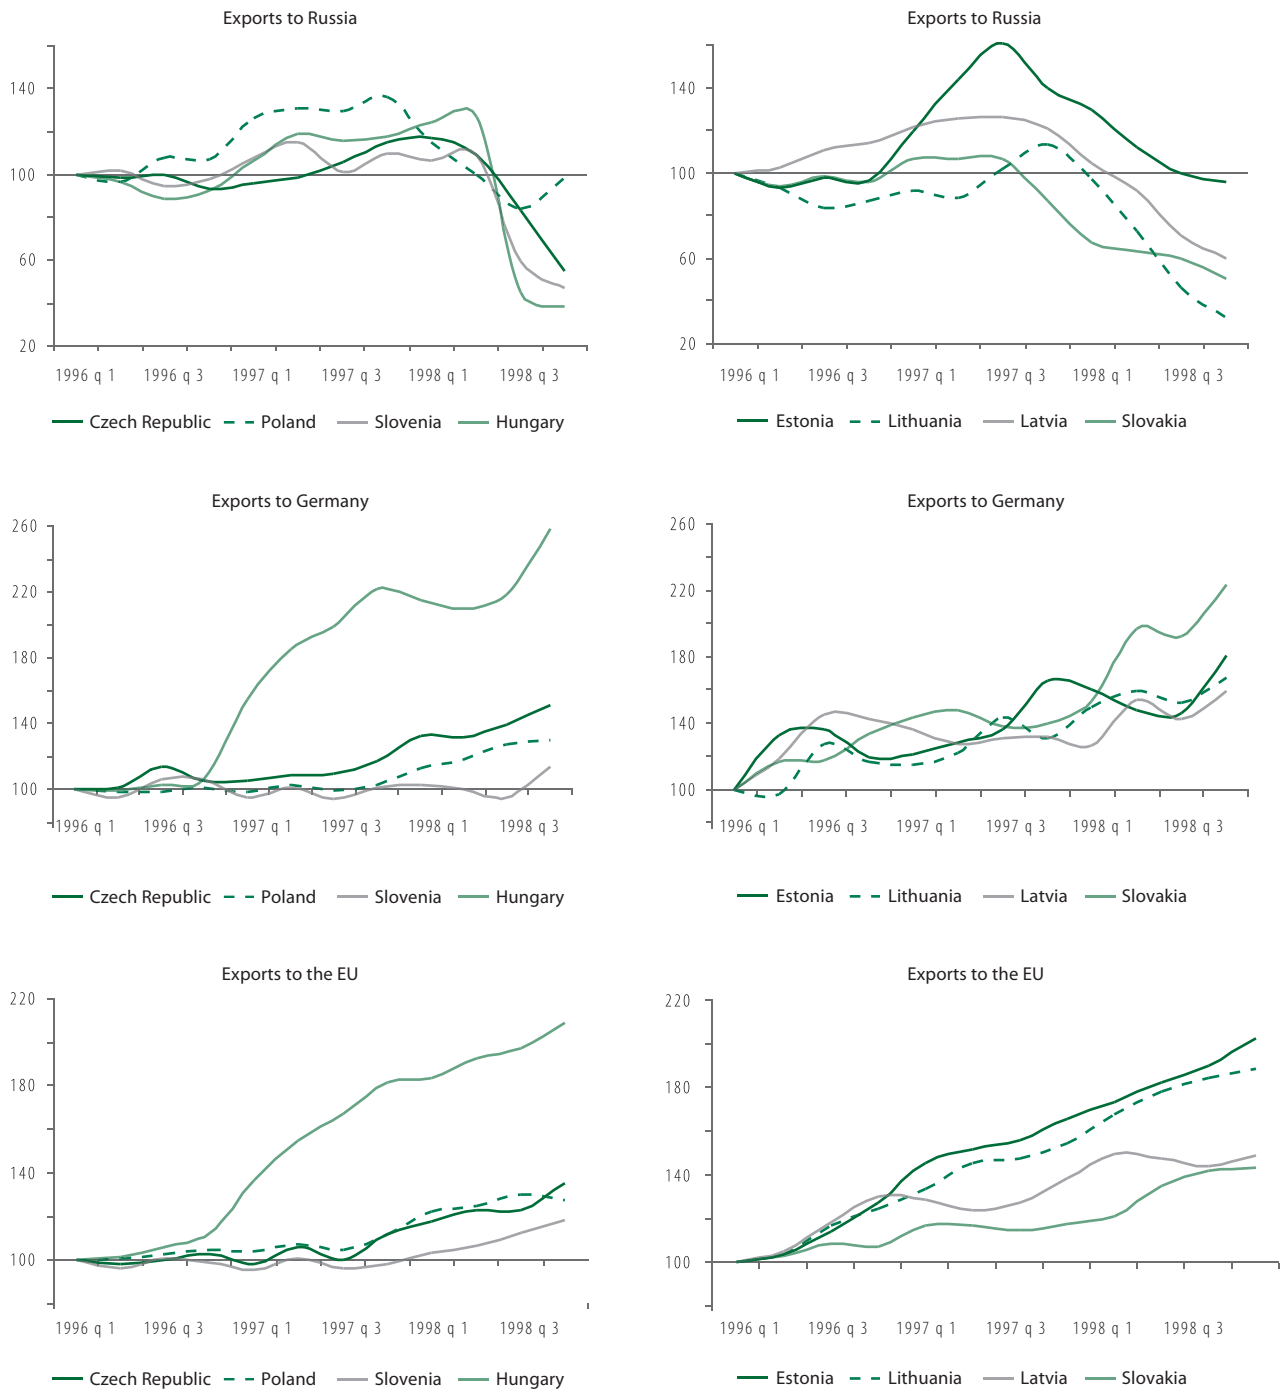 Exports to Russia
140
100
60
20
1996 q 1 1996 q 3 1997 q 1 1997 q 3 1998 q 1 1998 q 3
Czech Republic Poland Slovenia Hungary
Exports to Russia
140
100
60
20
1996 q 1 1996 q 3 1997 q 1 1997 q 3 1998 q 1 1998 q 3
Estonia Lithuania Latvia Slovakia
Exports to Germany
260
220
180
140
100
1996 q 1 1996 q 3 1997 q 1 1997 q 3 1998 q 1 1998 q 3
Czech Republic Poland Slovenia Hungary
Exports to Germany
260
220
180
140
100
1996 q 1 1996 q 3 1997 q 1 1997 q 3 1998 q 1 1998 q 3
Estonia Lithuania Latvia Slovakia
Exports to the EU
220
180
140
100
1996 q 1 1996 q 3 1997 q 1 1997 q 3 1998 q 1 1998 q 3
Czech Republic Poland Slovenia Hungary
Exports to the EU
220
180
140
100
1996 q 1 1996 q 3 1997 q 1 1997 q 3 1998 q 1 1998 q 3
Estonia Lithuania Latvia Slovakia